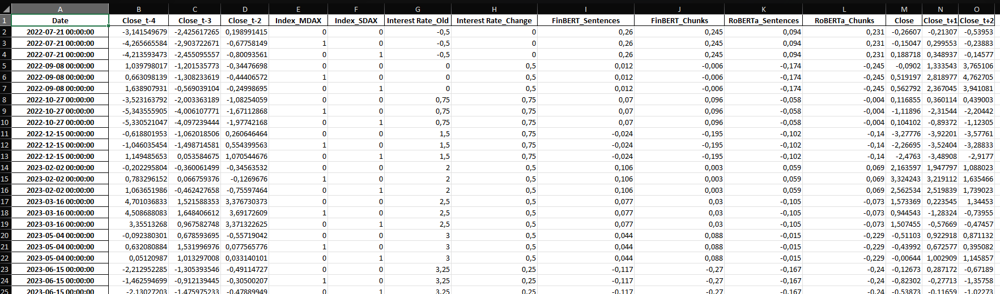 A B C D E F G H I J K L M N O
1 Date Close_t-4 Close_t-3 Close_t-2 Index_MDAX Index_SDAX Interest Rate_Old Interest Rate_Change FinBERT_Sentences FinBERT_Chunks RoBERTa_Sentences RoBERTa_Chunks Close Close_t+1 Close_t+2
2 2022-07-21 00:00:00 -3,141549679 -2,425617265 0,198991415 0 0 -0,5 0 0,26 0,245 0,094 0,231 -0,26607 -0,21307 -0,53953
3 2022-07-21 00:00:00 -4,265665584 -2,903722671 -0,67758149 1 0 -0,5 0 0,26 0,245 0,094 0,231 -0,15047 0,299553 -0,23883
4 2022-07-21 00:00:00 -4,213593473 -2,455095557 -0,80093561 0 1 -0,5 0 0,26 0,245 0,094 0,231 0,188718 0,348937 -0,14577
5 2022-09-08 00:00:00 1,039798017 -1,201535773 -0,34476698 0 0 0 0,5 0,012 -0,006 -0,174 -0,245 -0,0902 1,333543 3,765106
6 2022-09-08 00:00:00 0,663098139 -1,308233619 -0,44406572 1 0 0 0,5 0,012 -0,006 -0,174 -0,245 0,519197 2,818977 4,762705
7 2022-09-08 00:00:00 1,638907931 -0,569039104 -0,24998695 0 1 0 0,5 0,012 -0,006 -0,174 -0,245 0,562792 2,367045 3,941081
8 2022-10-27 00:00:00 -3,523163792 -2,003363189 -1,08254059 0 0 0,75 0,75 0,07 0,096 -0,058 -0,004 0,116855 0,360114 0,439003
9 2022-10-27 00:00:00 -5,343555905 -4,006107771 -1,67112868 1 0 0,75 0,75 0,07 0,096 -0,058 -0,004 -1,11896 -2,31544 -2,20442
10 2022-10-27 00:00:00 -5,330521047 -4,097239444 -1,97742168 0 1 0,75 0,75 0,07 0,096 -0,058 -0,004 0,104102 -0,89372 -1,12305
11 2022-12-15 00:00:00 -0,618801953 -1,062018506 0,260646464 0 0 1,5 0,75 -0,024 -0,195 -0,102 -0,14 -3,27776 -3,92201 -3,57761
12 2022-12-15 00:00:00 -1,046035454 -1,498714581 0,554399563 1 0 1,5 0,75 -0,024 -0,195 -0,102 -0,14 -2,26695 -3,52404 -3,28833
13 2022-12-15 00:00:00 1,149485653 0,053584675 1,070544676 0 1 1,5 0,75 -0,024 -0,195 -0,102 -0,14 -2,4763 -3,48908 -2,9177
14 2023-02-02 00:00:00 -0,202295804 -0,360061499 -0,34563532 0 0 2 0,5 0,106 0,003 0,059 0,069 2,163597 1,947797 1,088023
15 2023-02-02 00:00:00 0,783296152 0,066759376 -0,1269676 1 0 2 0,5 0,106 0,003 0,059 0,069 3,324243 3,219112 1,635466
16 2023-02-02 00:00:00 1,063651986 -0,462427658 -0,75597464 0 1 2 0,5 0,106 0,003 0,059 0,069 2,562534 2,519839 1,739023
17 2023-03-16 00:00:00 4,701036833 1,521588353 3,376730373 0 0 2,5 0,5 0,077 0,03 -0,105 -0,073 1,573369 0,223545 1,34453
18 2023-03-16 00:00:00 4,508688083 1,648406612 3,69172609 1 0 2,5 0,5 0,077 0,03 -0,105 -0,073 0,944543 -1,28324 -0,73955
19 2023-03-16 00:00:00 3,35513268 0,967582748 3,371322625 0 1 2,5 0,5 0,077 0,03 -0,105 -0,073 1,507455 -0,57669 -0,47457
20 2023-05-04 00:00:00 -0,092380301 0,678593695 -0,55719042 0 0 3 0,5 0,044 0,088 -0,015 -0,229 -0,51103 0,922918 0,871132
21 2023-05-04 00:00:00 0,632080884 1,531996976 0,077565776 1 0 3 0,5 0,044 0,088 -0,015 -0,229 -0,43992 0,672577 0,395082
22 2023-05-04 00:00:00 0,05120987 1,013297008 0,033140101 0 1 3 0,5 0,044 0,088 -0,015 -0,229 -0,00644 1,002909 1,145857
23 2023-06-15 00:00:00 -2,212952285 -1,305393546 -0,49114727 0 0 3,25 0,25 -0,117 -0,27 -0,167 -0,24 -0,12673 0,287172 -0,67189
24 2023-06-15 00:00:00 -1,462594699 -0,912139445 -0,30500207 1 0 3,25 0,25 -0,117 -0,27 -0,167 -0,24 -0,82302 -0,27713 -1,35758
25 2023-06-15 00:00:00 -2,13027203 -1,475975233 -0,47889949 0 1 3,25 0,25 -0,117 -0,27 -0,167 -0,24 -0,53873 -0,11659 -1,02273